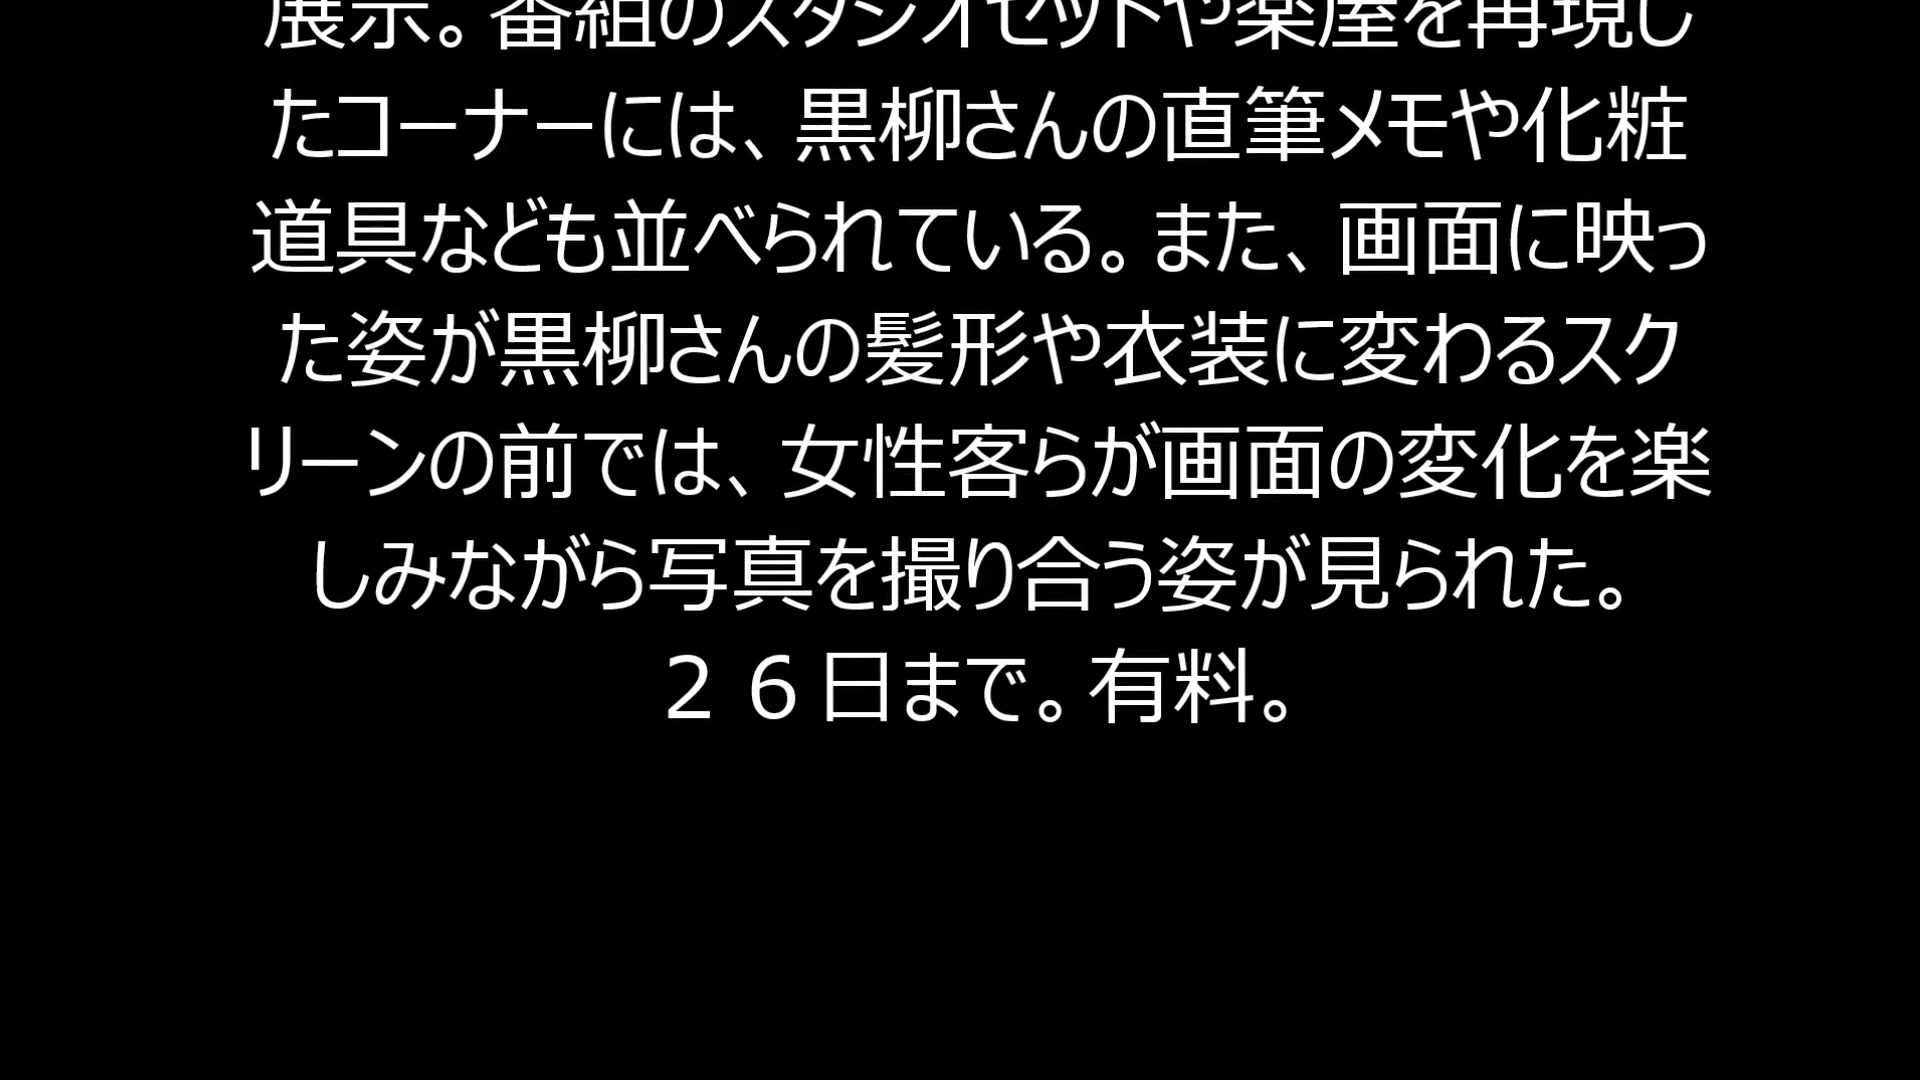 展示。番組のスタジオセットや楽屋を再現し
たコーナーには、黒柳さんの直筆メモや化粧
道具なども並べられている。また、画面に映っ
た姿が黒柳さんの髪形や衣装に変わるスク
リーンの前では、女性客らが画面の変化を楽
しみながら写真を撮り合う姿が見られた。
２６日まで。有料。